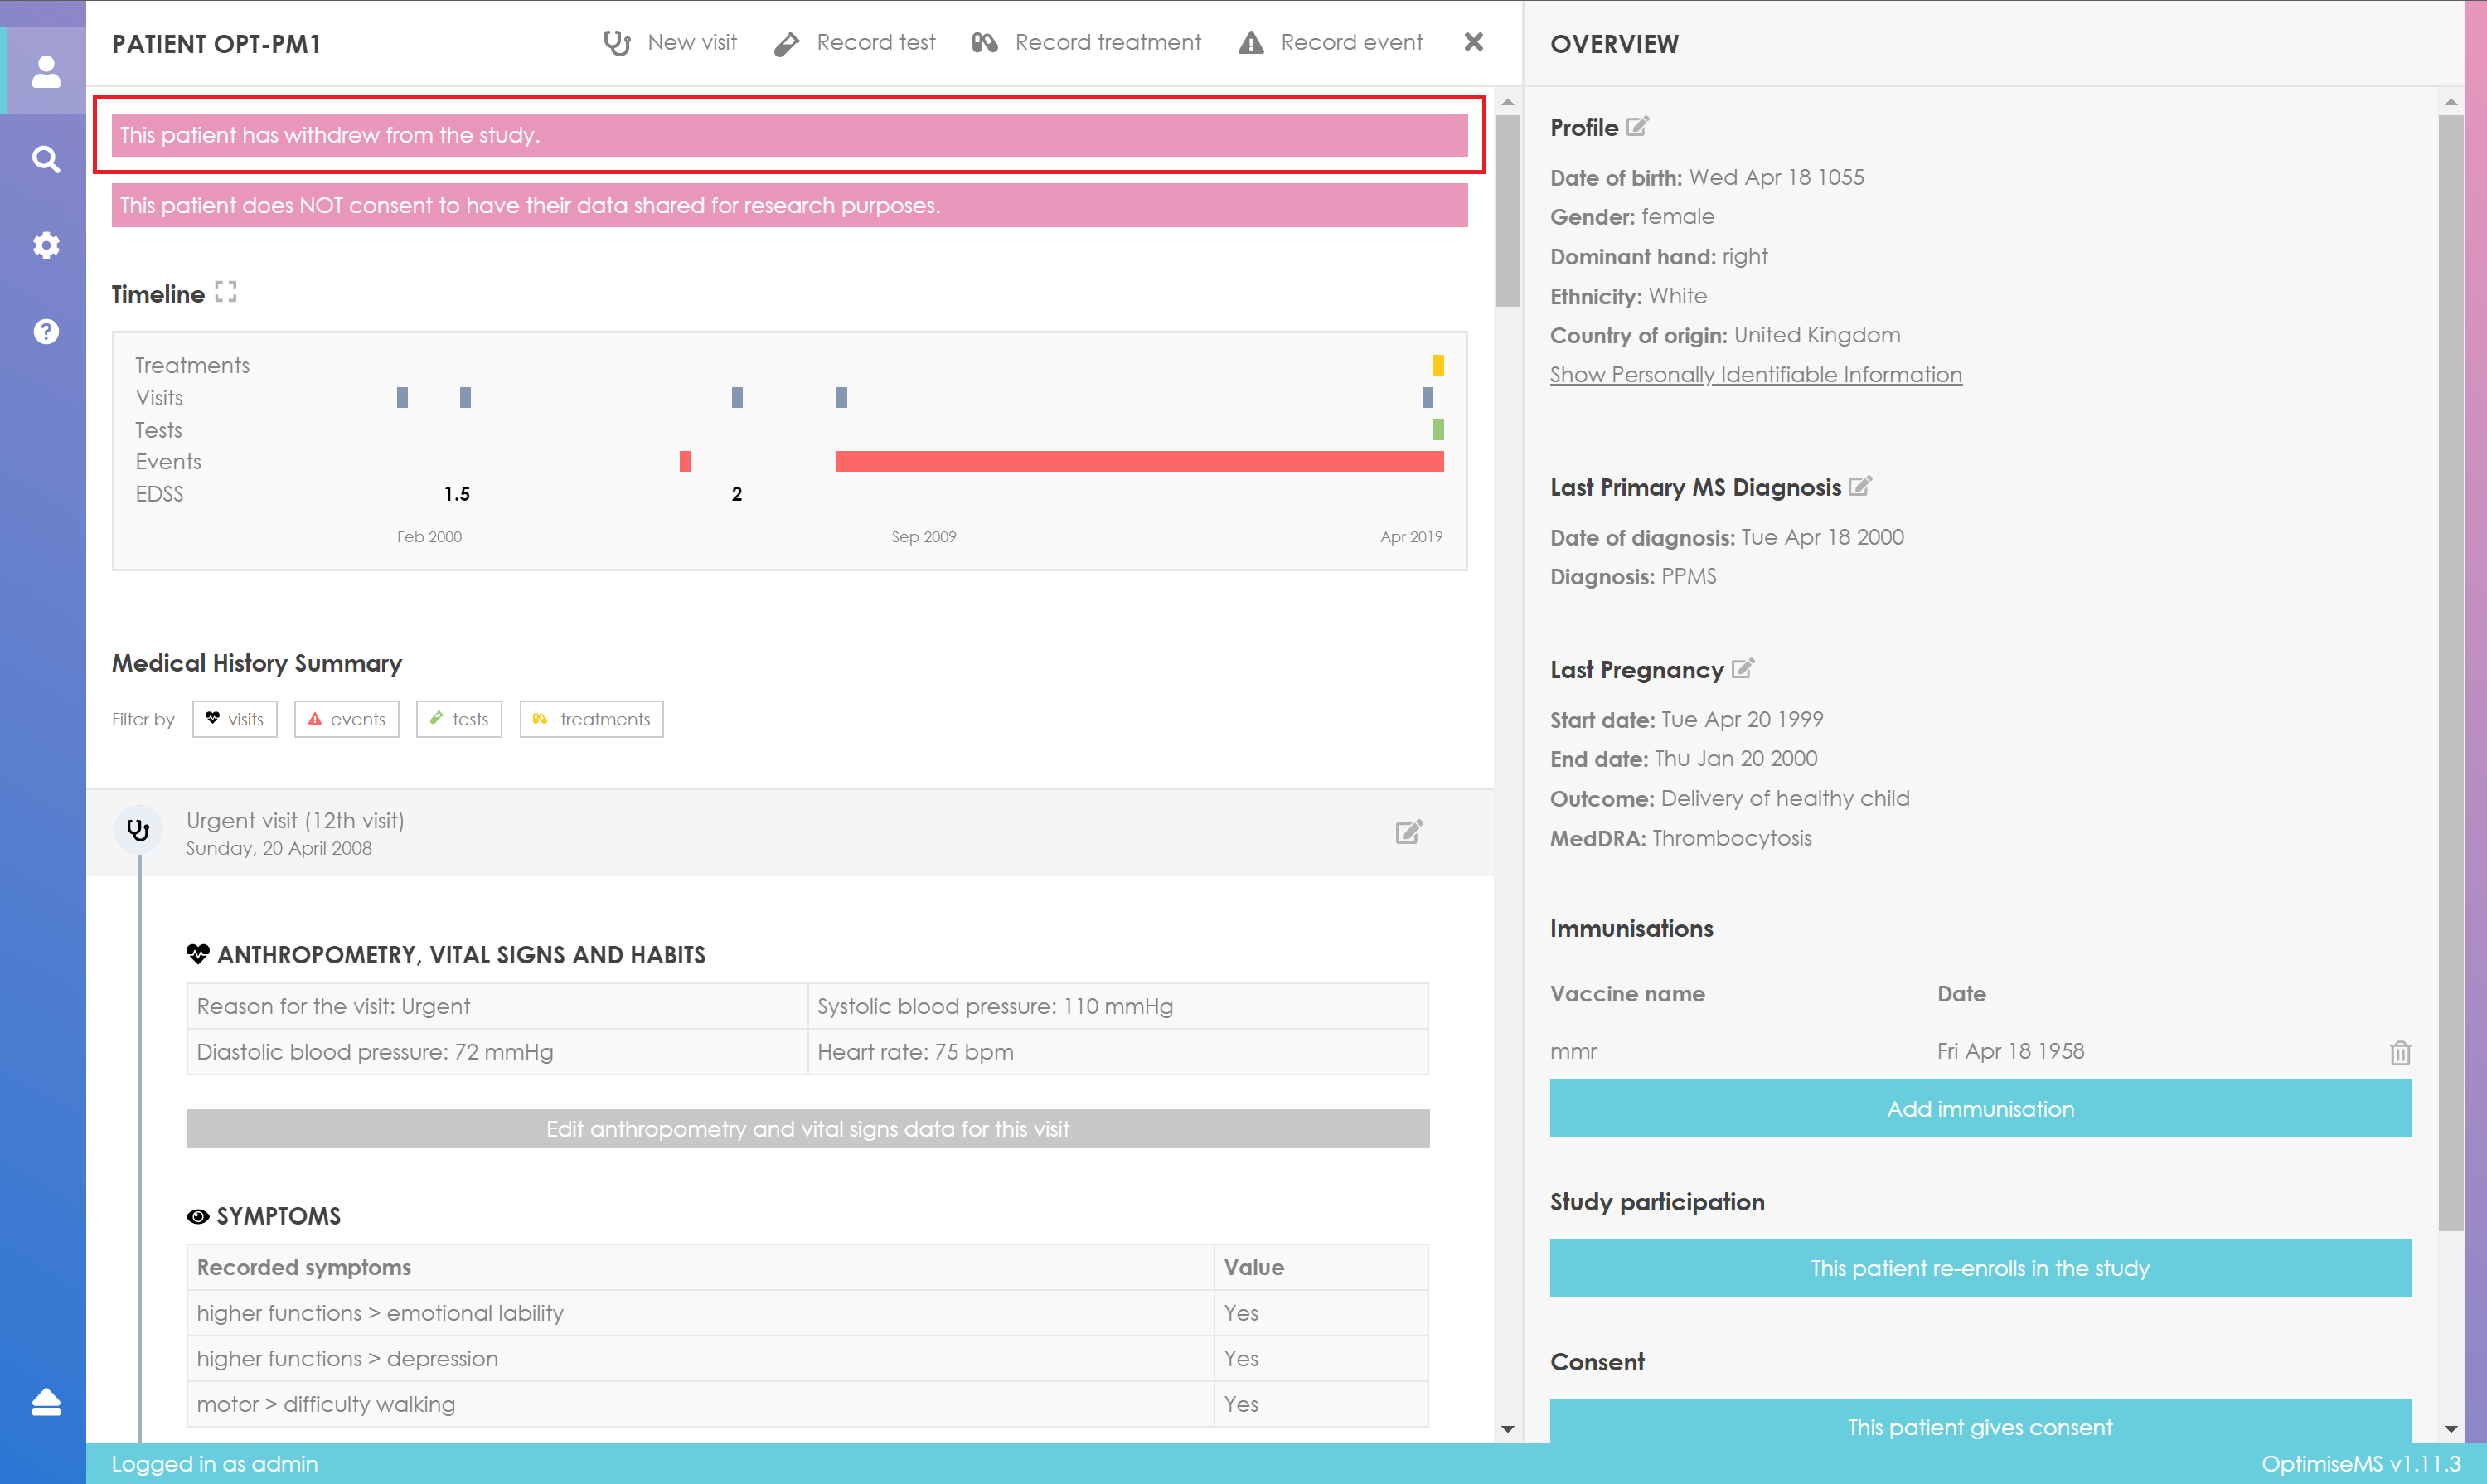 PATIENT OPT-PM1
New visit
Record test
Record treatment
Record event
This patient has withdrew from the study.
This patient does NOT consent to have their data shared for research purposes.
Timeline
Treatments
Visits
Tests
Events
EDSS
1.5
2
Feb 2000
Sep 2009
Apr 2019
Medical History Summary
Filter by
visits
events
tests
treatments
Urgent visit (12th visit)
Sunday, 20 April 2008
ANTHROPOMETRY, VITAL SIGNS AND HABITS
Reason for the visit: Urgent
Systolic blood pressure: 110 mmHg
Diastolic blood pressure: 72 mmHg
Heart rate: 75 bpm
Edit anthropometry and vital signs data for this visit
SYMPTOMS
Recorded symptoms
Value
higher functions > emotional lability
Yes
higher functions > depression
Yes
motor > difficulty walking
Yes
OVERVIEW
Profile
Date of birth: Wed Apr 18 1055
Gender: female
Dominant hand: right
Ethnicity: White
Country of origin: United Kingdom
Show Personally Identifiable Information
Last Primary MS Diagnosis
Date of diagnosis: Tue Apr 18 2000
Diagnosis: PPMS
Last Pregnancy
Start date: Tue Apr 20 1999
End date: Thu Jan 20 2000
Outcome: Delivery of healthy child
MedDRA: Thrombocytosis
Immunisations
Vaccine name
Date
mmr
Fri Apr 18 1958
Add immunisation
Study participation
This patient re-enrolls in the study
Consent
This patient gives consent
Logged in as admin
OptimiseMS v1.11.3